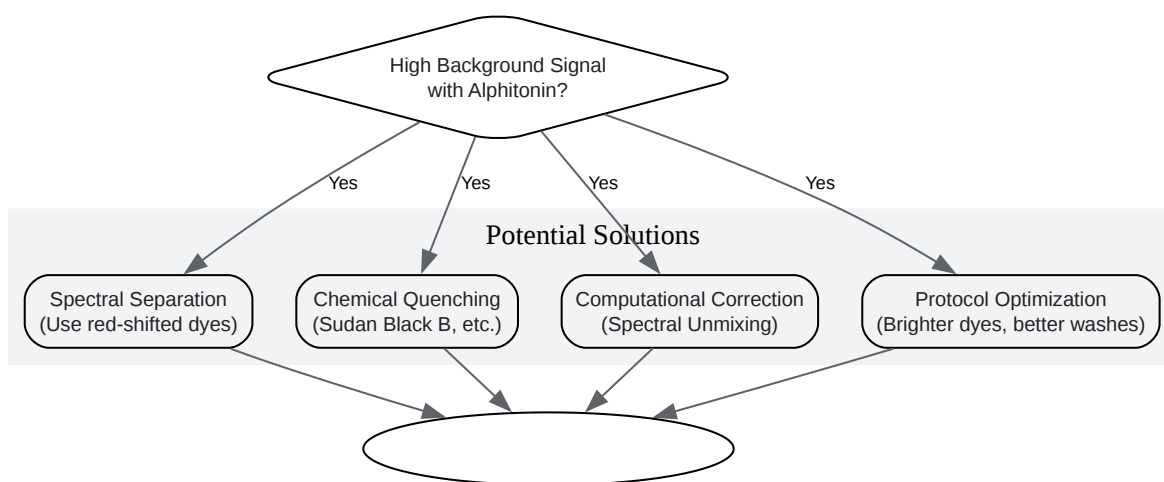 High Background Signal
with Alphitonin?
Yes
Yes
Yes
Yes
Potential Solutions
Spectral Separation
(Use red-shifted dyes)
Chemical Quenching
(Sudan Black B, etc.)
Computational Correction
(Spectral Unmixing)
Protocol Optimization
(Brighter dyes, better washes)